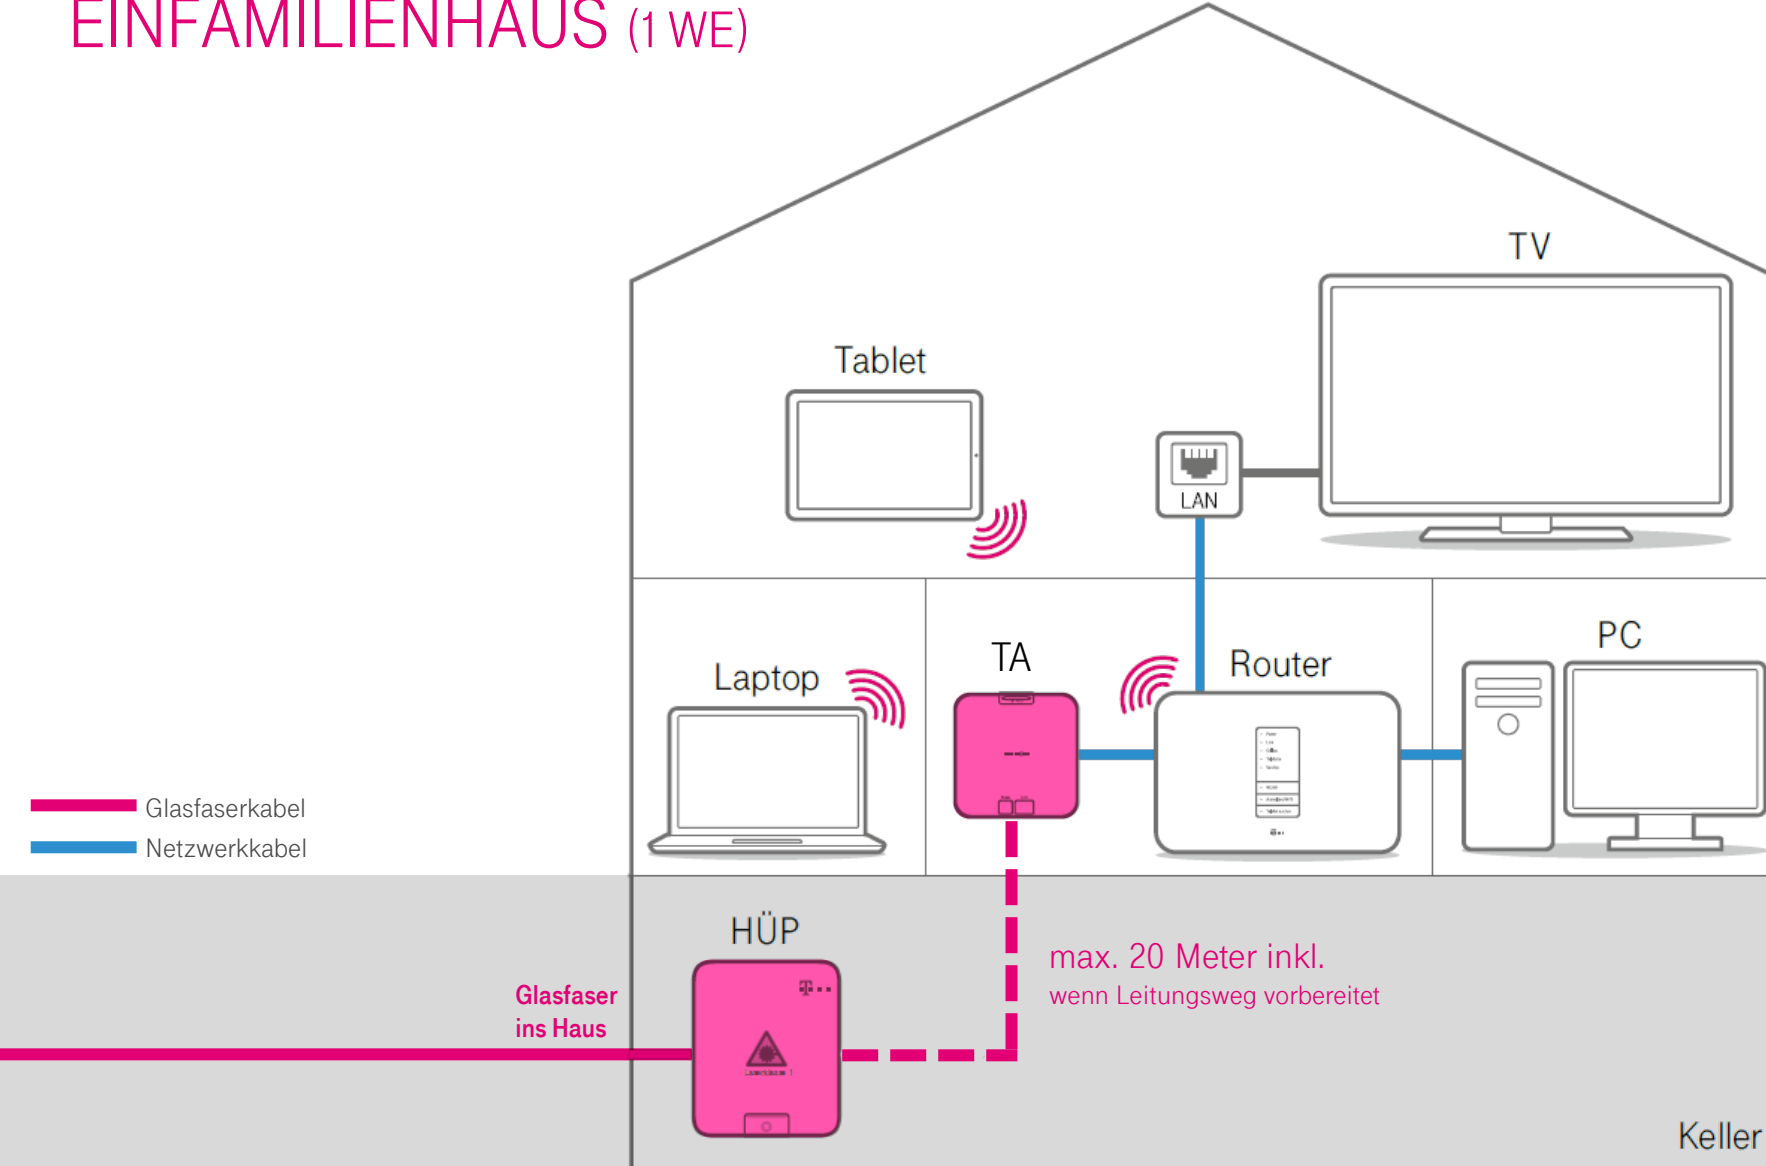 EINFAMILIENHAUS (1 WE)
TV
Tablet
LAN
PC
TA
Router
Laptop
Glasfaserkabel
Netzwerkkabel
HÜP
max. 20 Meter inkl.
wenn Leitungsweg vorbereitet
Glasfaser
ins Haus
Keller